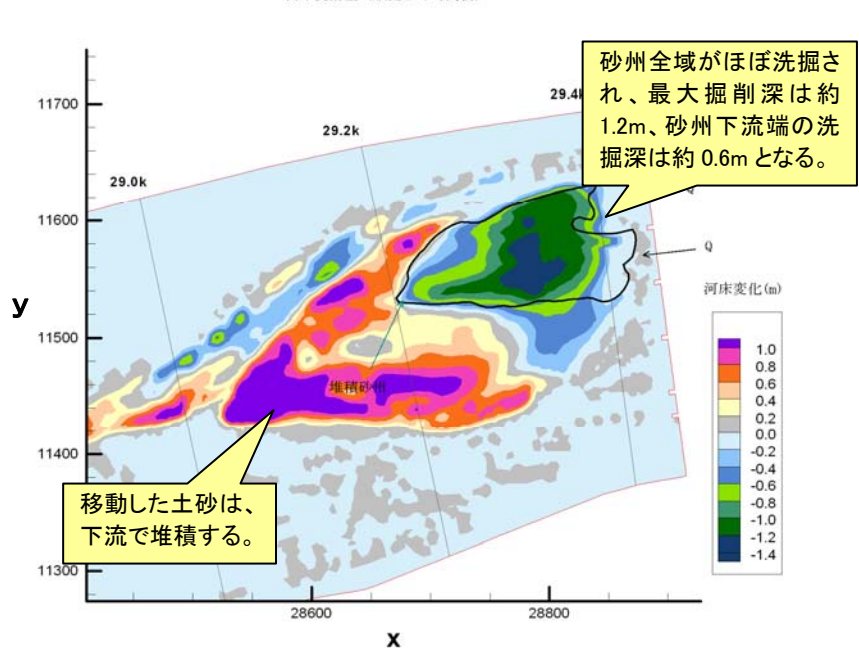 砂州全域がほぼ洗掘さ
れ、最大掘削深は約
1.2m、砂州下流端の洗
掘深は約 0.6m となる。
29.4k
29.2k
29.0k
11700
11600
11500
11400
11300
y
Q
河床変化(m)
1.0
0.8
0.6
0.4
0.2
0.0
-0.2
-0.4
-0.6
-0.8
-1.0
-1.2
-1.4
堆積砂州
移動した土砂は、
下流で堆積する。
28600
28800
x